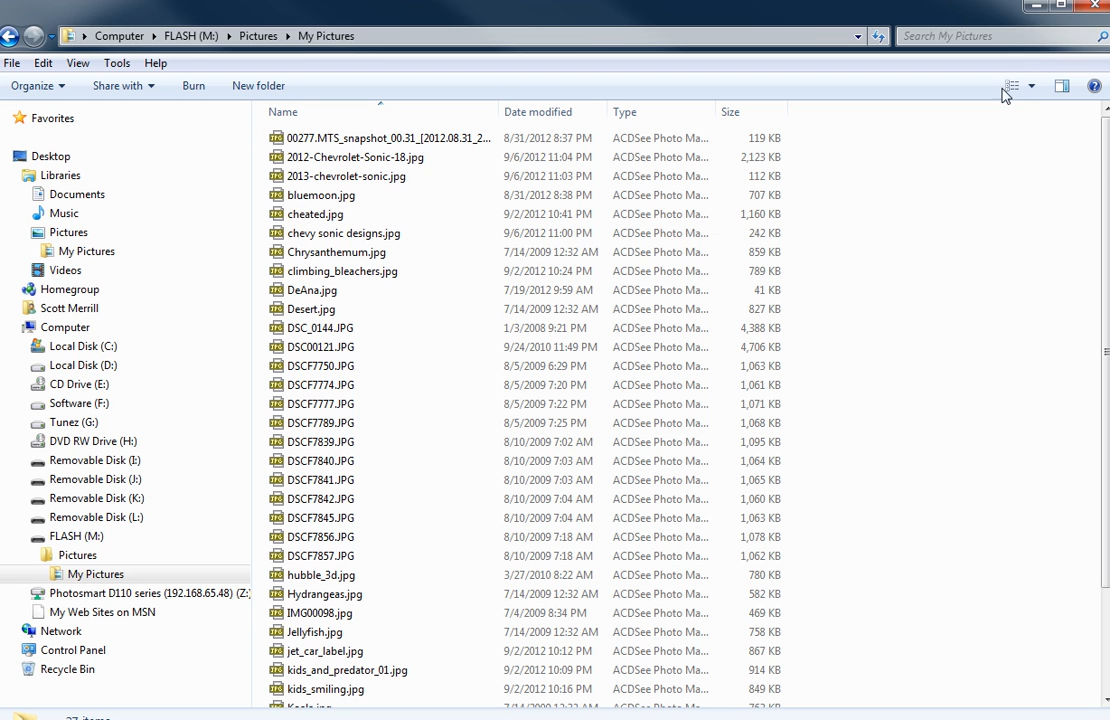 Computer ▸ FLASH (M:) ▸ Pictures ▸ My Pictures
Search My Pictures
File Edit View Tools Help
Organize Share with Burn New folder
Favorites
Desktop
Libraries
Documents
Music
Pictures
My Pictures
Videos
Homegroup
Scott Merrill
Computer
Local Disk (C:)
Local Disk (D:)
CD Drive (E:)
Software (F:)
Tunez (G:)
DVD RW Drive (H:)
Removable Disk (I:)
Removable Disk (J:)
Removable Disk (K:)
Removable Disk (L:)
FLASH (M:)
Pictures
My Pictures
Photosmart D110 series (192.168.65.48) (Z:)
My Web Sites on MSN
Network
Control Panel
Recycle Bin
Name Date modified Type Size
00277.MTS_snapshot_00.31_[2012.08.31_2... 8/31/2012 8:37 PM ACDSee Photo Ma... 119 KB
2012-Chevrolet-Sonic-18.jpg 9/6/2012 11:04 PM ACDSee Photo Ma... 2,123 KB
2013-chevrolet-sonic.jpg 9/6/2012 11:03 PM ACDSee Photo Ma... 112 KB
bluemoon.jpg 8/31/2012 8:38 PM ACDSee Photo Ma... 707 KB
cheated.jpg 9/2/2012 10:41 PM ACDSee Photo Ma... 1,160 KB
chevy sonic designs.jpg 9/6/2012 11:00 PM ACDSee Photo Ma... 242 KB
Chrysanthemum.jpg 7/14/2009 12:32 AM ACDSee Photo Ma... 859 KB
climbing_bleachers.jpg 9/2/2012 10:24 PM ACDSee Photo Ma... 789 KB
DeAna.jpg 7/19/2012 9:59 AM ACDSee Photo Ma... 41 KB
Desert.jpg 7/14/2009 12:32 AM ACDSee Photo Ma... 827 KB
DSC_0144.JPG 1/3/2008 9:21 PM ACDSee Photo Ma... 4,388 KB
DSC00121.JPG 9/24/2010 11:49 PM ACDSee Photo Ma... 4,706 KB
DSCF7750.JPG 8/5/2009 6:29 PM ACDSee Photo Ma... 1,063 KB
DSCF7774.JPG 8/5/2009 7:20 PM ACDSee Photo Ma... 1,061 KB
DSCF7777.JPG 8/5/2009 7:22 PM ACDSee Photo Ma... 1,071 KB
DSCF7789.JPG 8/5/2009 7:25 PM ACDSee Photo Ma... 1,068 KB
DSCF7839.JPG 8/10/2009 7:02 AM ACDSee Photo Ma... 1,095 KB
DSCF7840.JPG 8/10/2009 7:03 AM ACDSee Photo Ma... 1,064 KB
DSCF7841.JPG 8/10/2009 7:03 AM ACDSee Photo Ma... 1,065 KB
DSCF7842.JPG 8/10/2009 7:04 AM ACDSee Photo Ma... 1,060 KB
DSCF7845.JPG 8/10/2009 7:04 AM ACDSee Photo Ma... 1,063 KB
DSCF7856.JPG 8/10/2009 7:18 AM ACDSee Photo Ma... 1,078 KB
DSCF7857.JPG 8/10/2009 7:18 AM ACDSee Photo Ma... 1,062 KB
hubble_3d.jpg 3/27/2010 8:22 AM ACDSee Photo Ma... 780 KB
Hydrangeas.jpg 7/14/2009 12:32 AM ACDSee Photo Ma... 582 KB
IMG00098.jpg 7/4/2009 8:34 PM ACDSee Photo Ma... 469 KB
Jellyfish.jpg 7/14/2009 12:32 AM ACDSee Photo Ma... 758 KB
jet_car_label.jpg 9/2/2012 10:12 PM ACDSee Photo Ma... 867 KB
kids_and_predator_01.jpg 9/2/2012 10:09 PM ACDSee Photo Ma... 914 KB
kids_smiling.jpg 9/2/2012 10:16 PM ACDSee Photo Ma... 849 KB